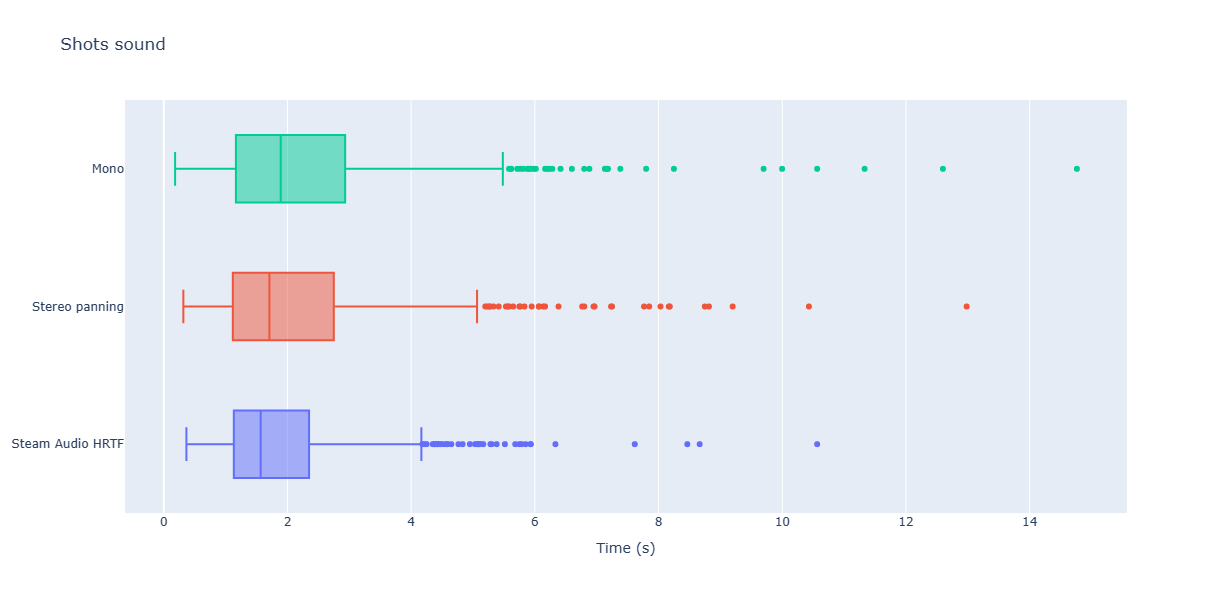 Shots sound
Mono
Stereo panning
Steam Audio HRTF
0 2 4 6 8 10 12 14
Time (s)